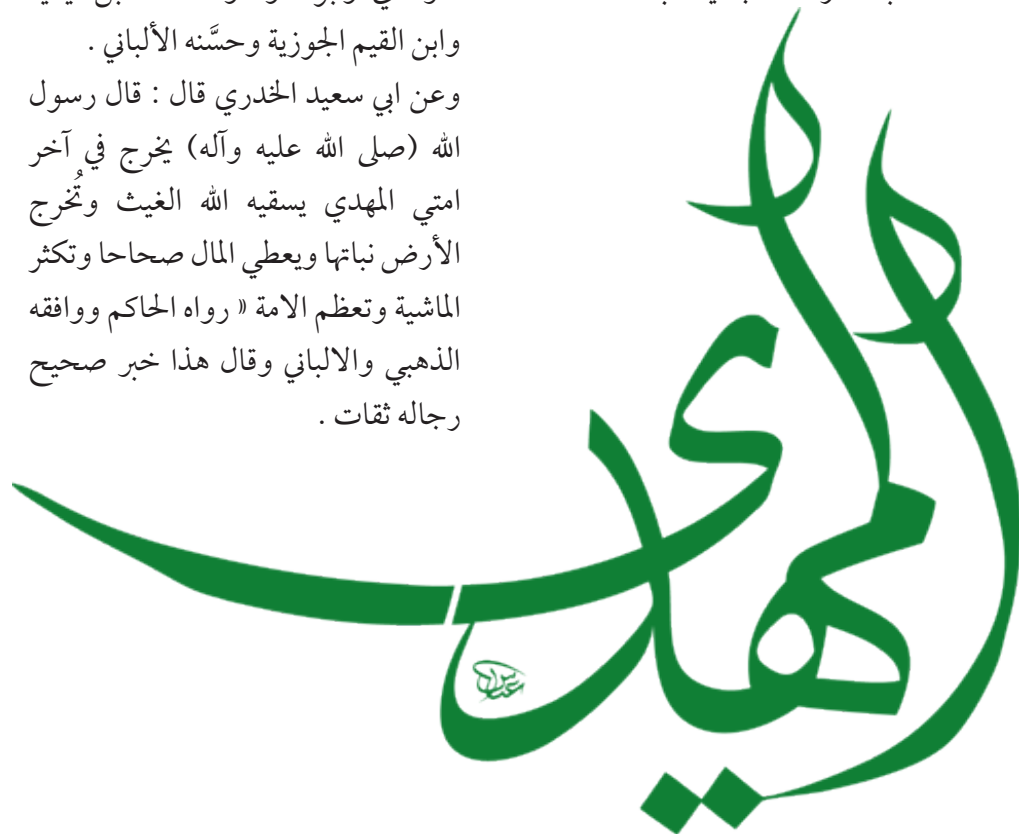 وابن القيم الجوزية وحسَّنه الألباني .
وعن ابي سعيد الخدري قال : قال رسول
الله (صلى الله عليه وآله) يخرج في آخر
امتي المهدي يسقيه الله الغيث وتُخرج
الأرض نباتها ويعطي المال صحاحا وتكثر
الماشية وتعظم الامة » رواه الحاكم ووافقه
الذهبي والالباني وقال هذا خبر صحيح
رجاله ثقات .
المهدي
عباس